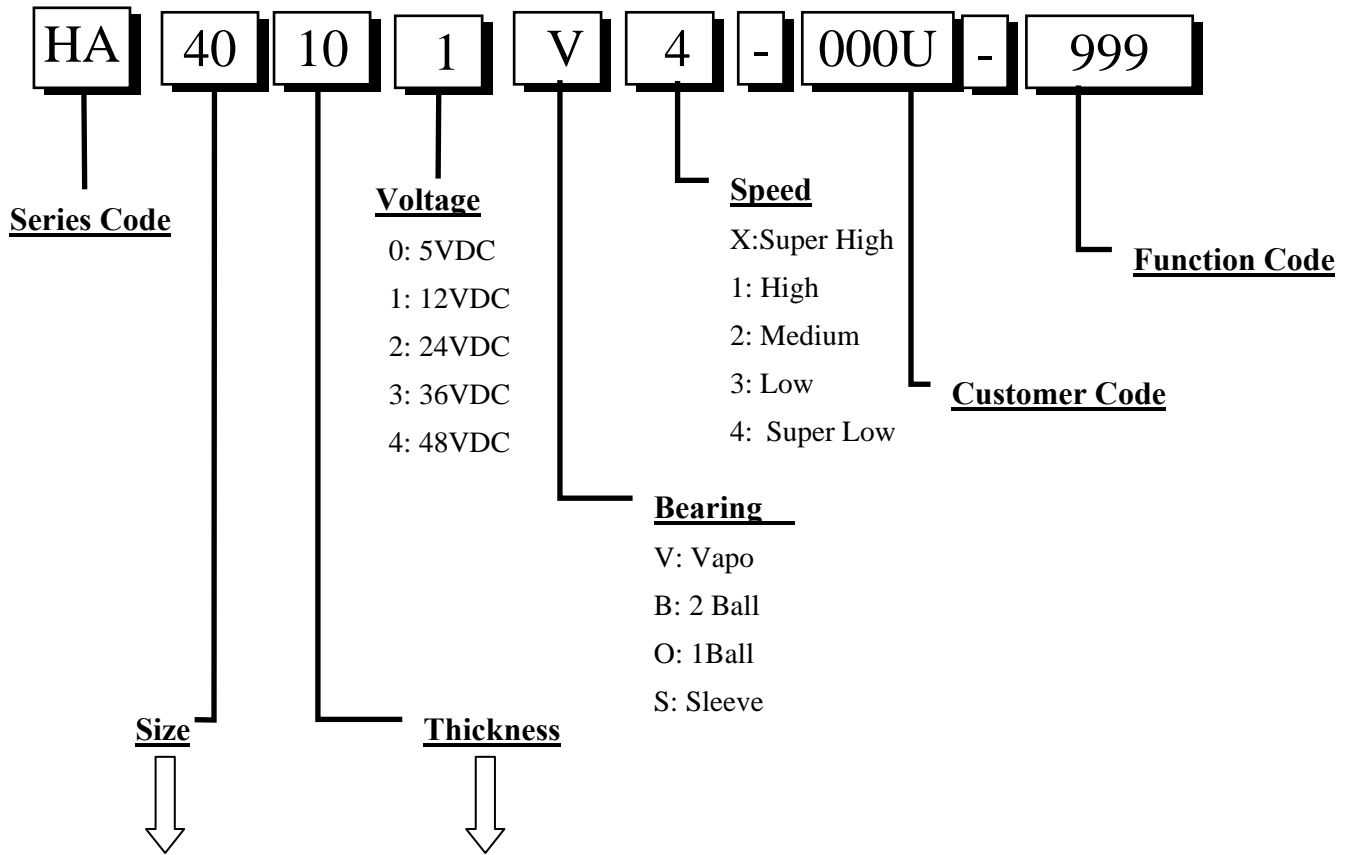 HA 40 10 1 V 4 - 000U - 999
Series Code
Voltage
0: 5VDC
1: 12VDC
2: 24VDC
3: 36VDC
4: 48VDC
Speed
X:Super High
1: High
2: Medium
3: Low
4: Super Low
Function Code
Customer Code
Bearing
V: Vapo
B: 2 Ball
O: 1Ball
S: Sleeve
Size
Thickness